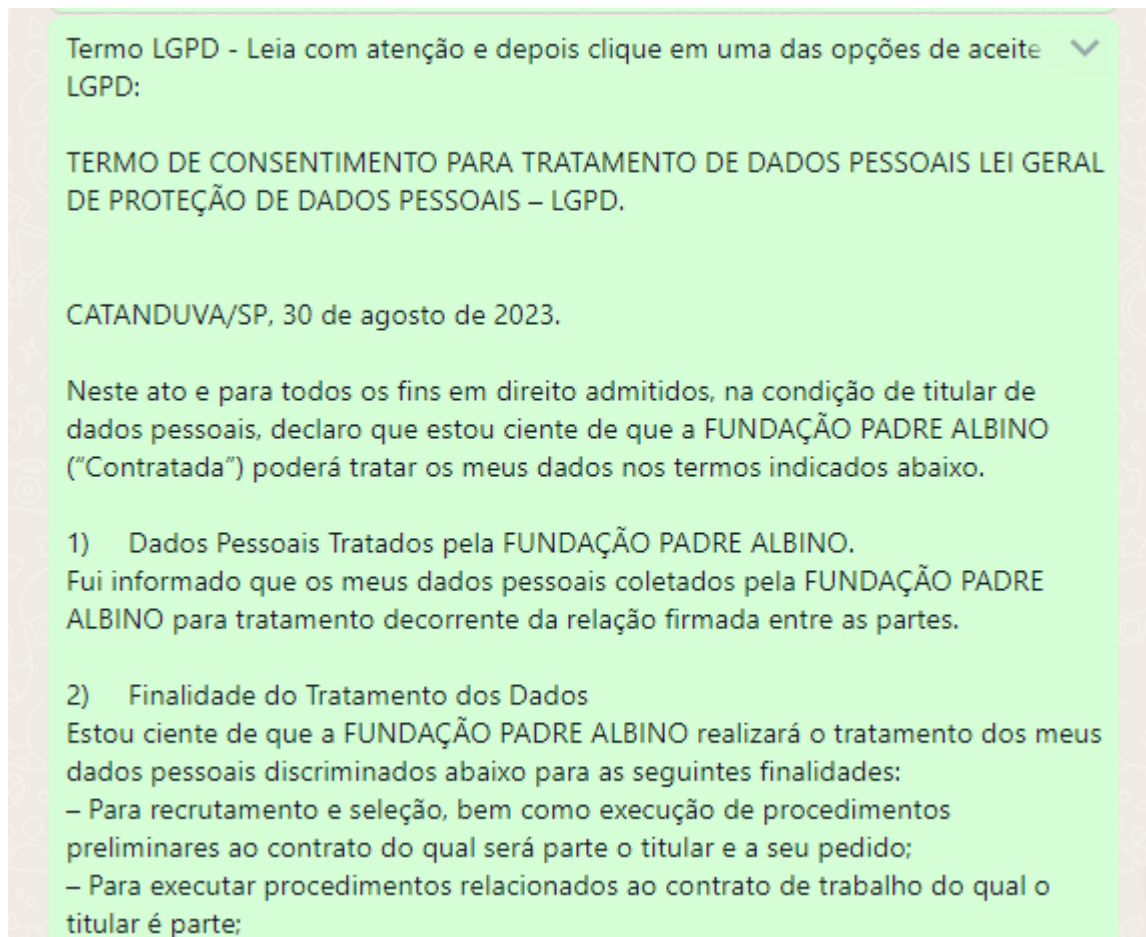 Termo LGPD - Leia com atenção e depois clique em uma das opções de aceite
LGPD:
TERMO DE CONSENTIMENTO PARA TRATAMENTO DE DADOS PESSOAIS LEI GERAL
DE PROTEÇÃO DE DADOS PESSOAIS – LGPD.
CATANDUVA/SP, 30 de agosto de 2023.
Neste ato e para todos os fins em direito admitidos, na condição de titular de
dados pessoais, declaro que estou ciente de que a FUNDAÇÃO PADRE ALBINO
(“Contratada”) poderá tratar os meus dados nos termos indicados abaixo.
1) Dados Pessoais Tratados pela FUNDAÇÃO PADRE ALBINO.
Fui informado que os meus dados pessoais coletados pela FUNDAÇÃO PADRE
ALBINO para tratamento decorrente da relação firmada entre as partes.
2) Finalidade do Tratamento dos Dados
Estou ciente de que a FUNDAÇÃO PADRE ALBINO realizará o tratamento dos meus
dados pessoais discriminados abaixo para as seguintes finalidades:
– Para recrutamento e seleção, bem como execução de procedimentos
preliminares ao contrato do qual será parte o titular e a seu pedido;
– Para executar procedimentos relacionados ao contrato de trabalho do qual o
titular é parte;